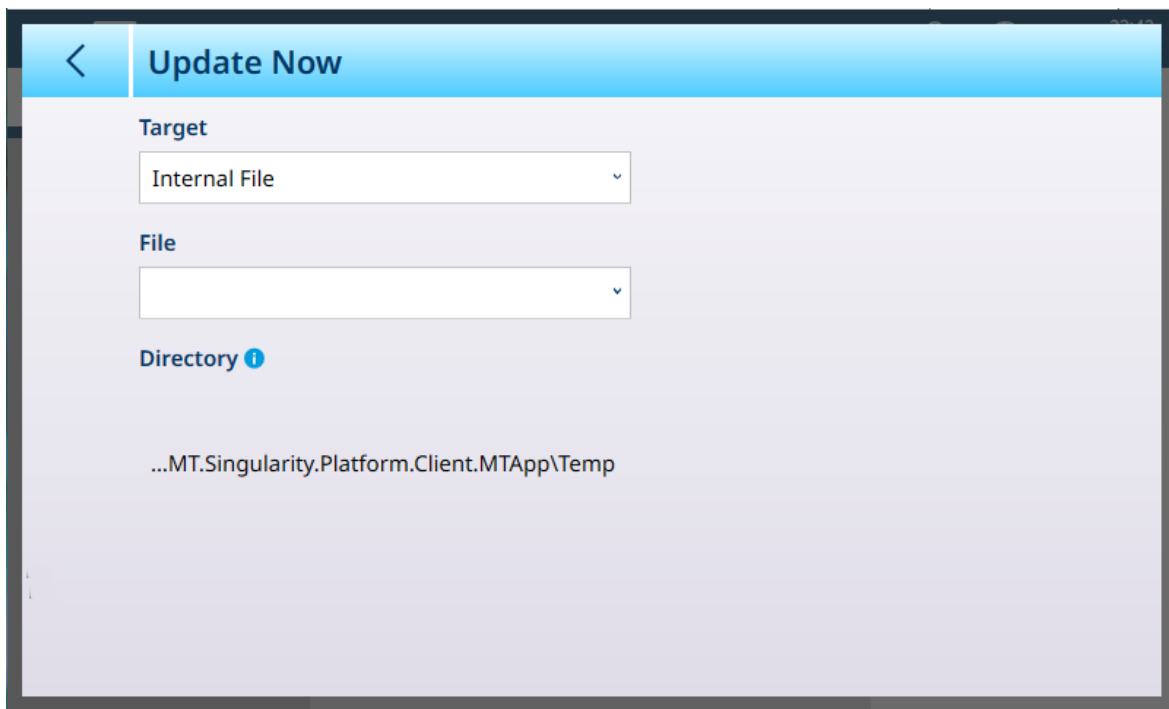 Update Now
Target
Internal File
File
Directory
...MT.Singularity.Platform.Client.MTApp\Temp